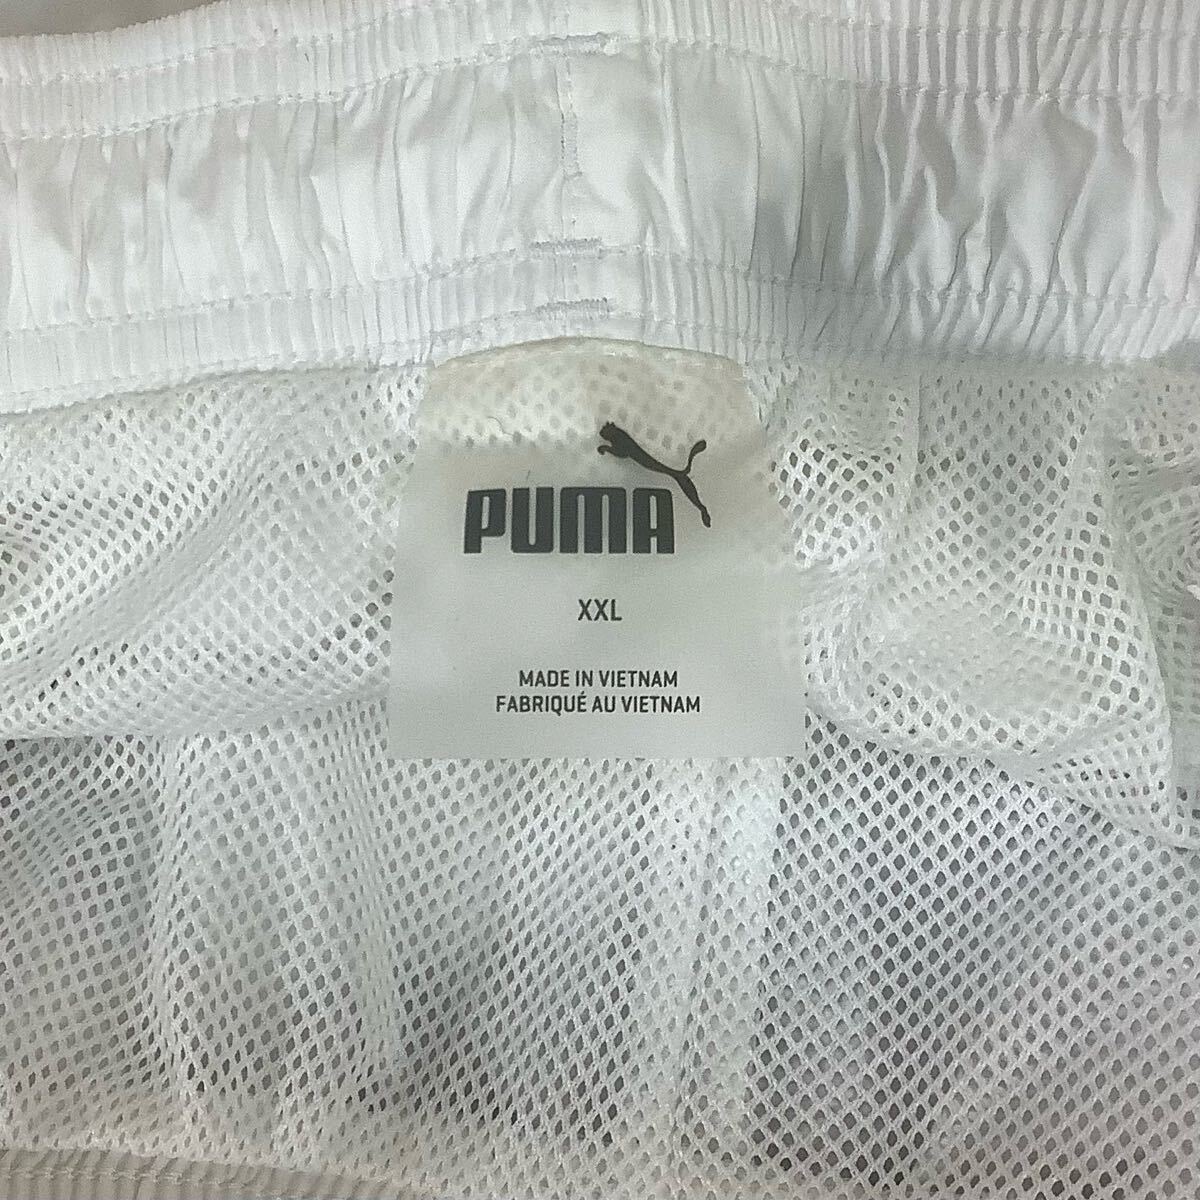 PUMA
XXL
MADE IN VIETNAM
FABRIQUÉ AU VIETNAM